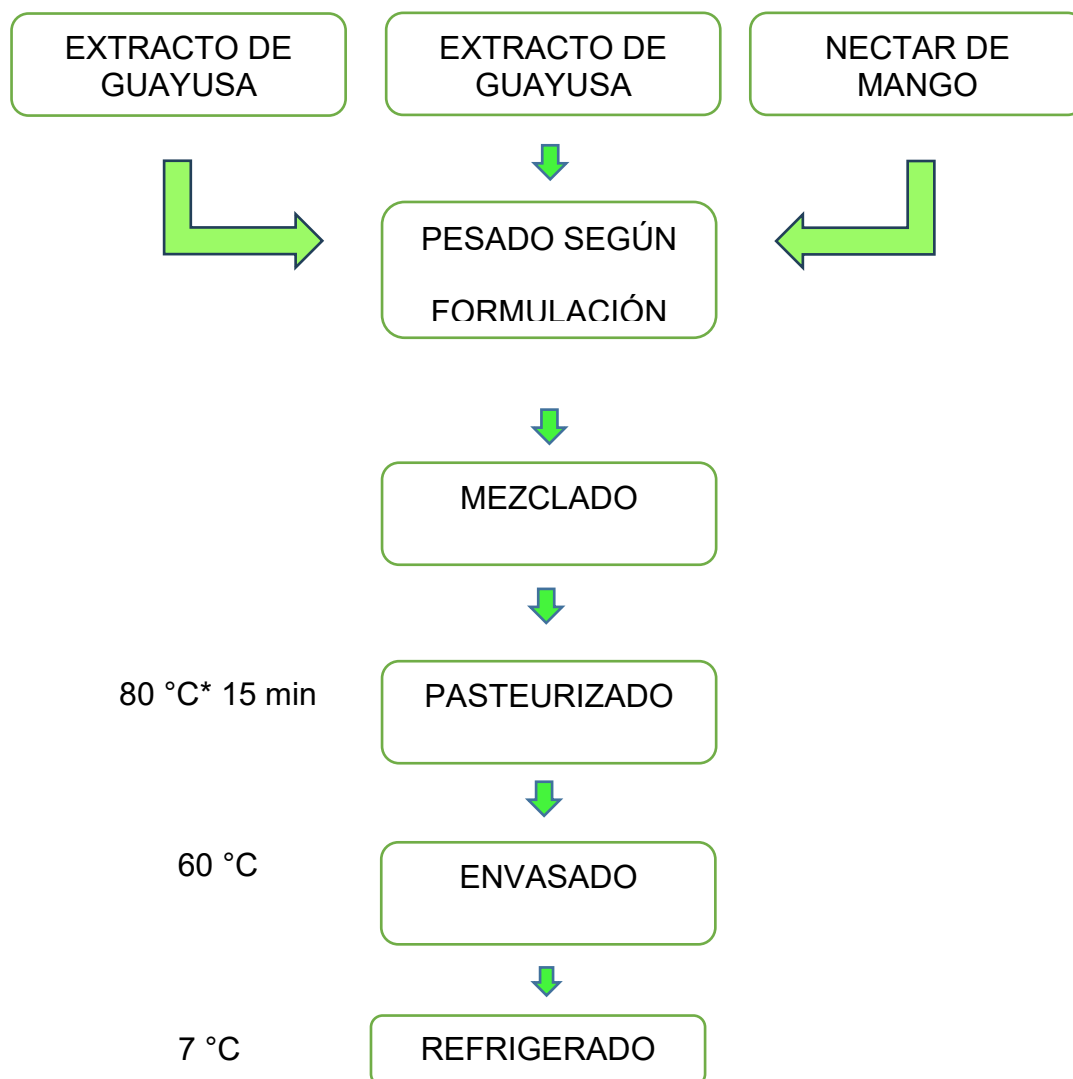 EXTRACTO DE
GUAYUSA
EXTRACTO DE
GUAYUSA
NECTAR DE
MANGO
PESADO SEGÚN
FORMULACIÓN
MEZCLADO
80 °C* 15 min
PASTEURIZADO
60 °C
ENVASADO
7 °C
REFRIGERADO